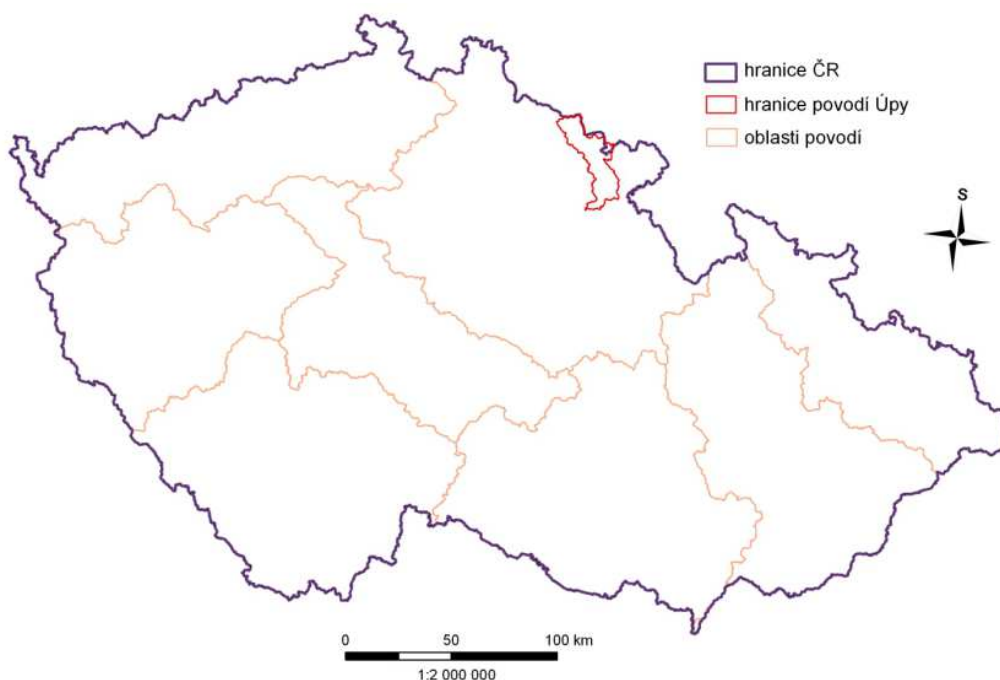 hranice ČR
hranice povodí Úpy
oblasti povodí
S
0 50 100 km
1:2 000 000